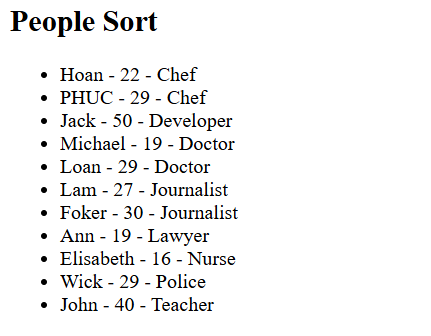 People Sort
• Hoan - 22 - Chef
• PHUC - 29 - Chef
• Jack - 50 - Developer
• Michael - 19 - Doctor
• Loan - 29 - Doctor
• Lam - 27 - Journalist
• Foker - 30 - Journalist
• Ann - 19 - Lawyer
• Elisabeth - 16 - Nurse
• Wick - 29 - Police
• John - 40 - Teacher